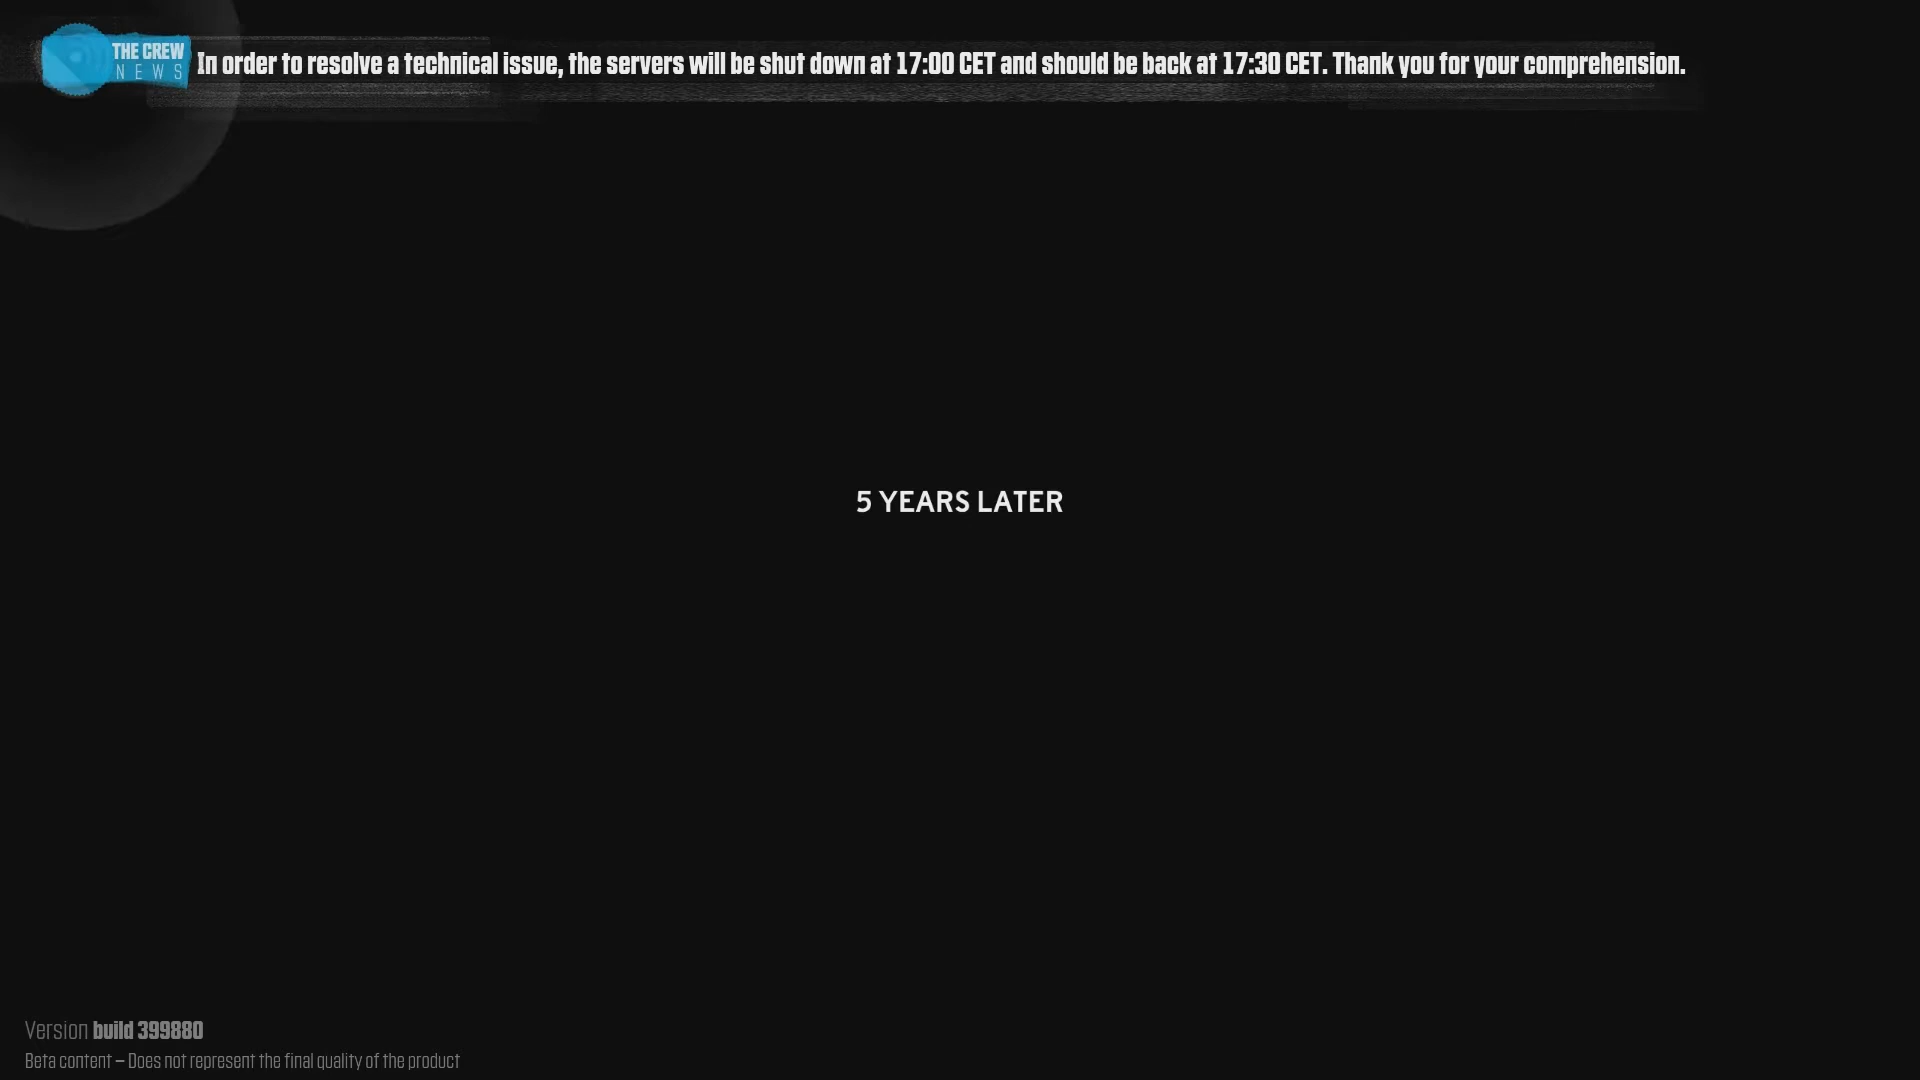 THE CREW
NEWS
In order to resolve a technical issue, the servers will be shut down at 17:00 CET and should be back at 17:30 CET. Thank you for your comprehension.
5 YEARS LATER
Version build 399880
Beta content – Does not represent the final quality of the product